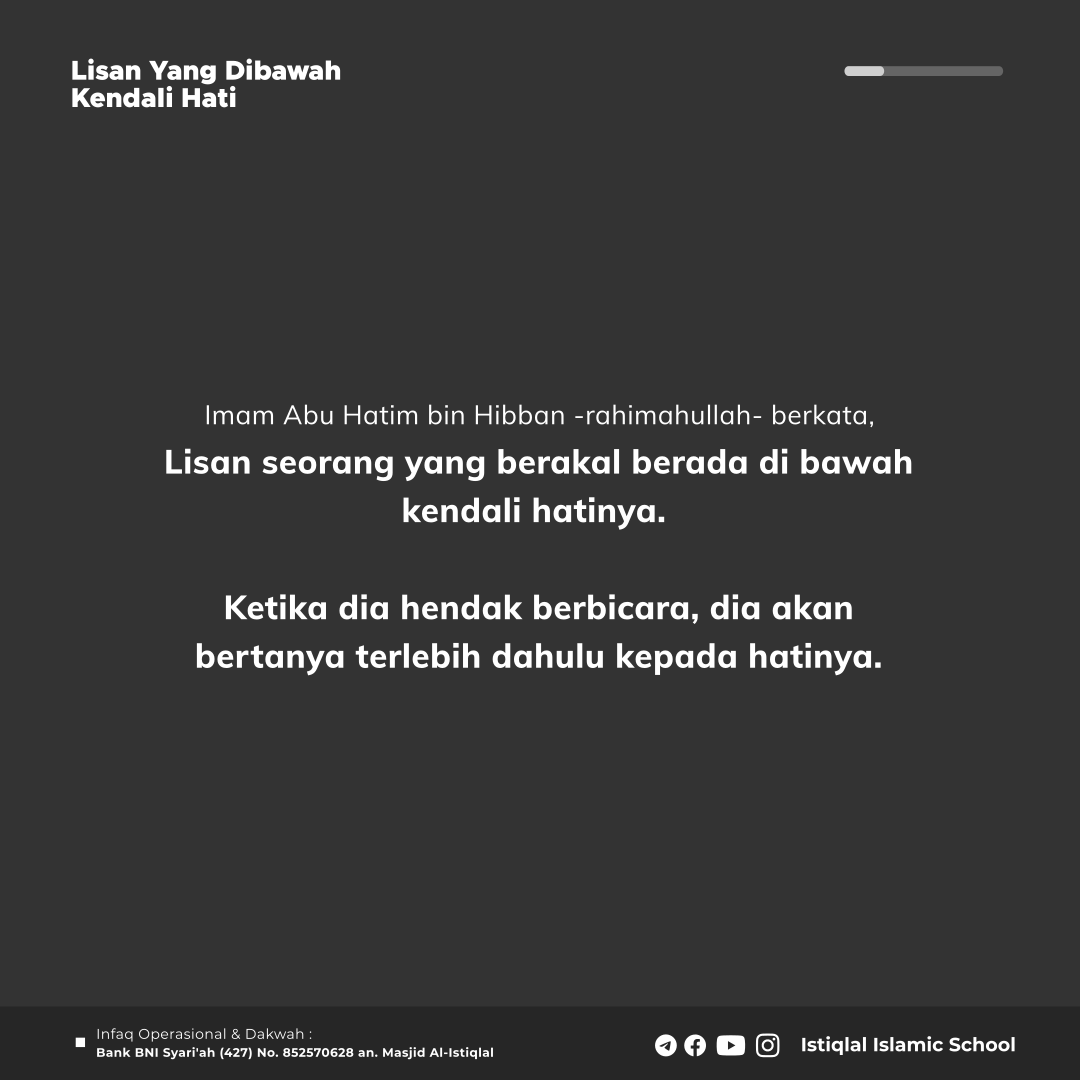 Lisan Yang Dibawah
Kendali Hati
Imam Abu Hatim bin Hibban -rahimahullah- berkata,
Lisan seorang yang berakal berada di bawah
kendali hatinya.
Ketika dia hendak berbicara, dia akan
bertanya terlebih dahulu kepada hatinya.
Infaq Operasional & Dakwah :
Bank BNI Syari'ah (427) No. 852570628 an. Masjid Al-Istiqlal
Istiqlal Islamic School